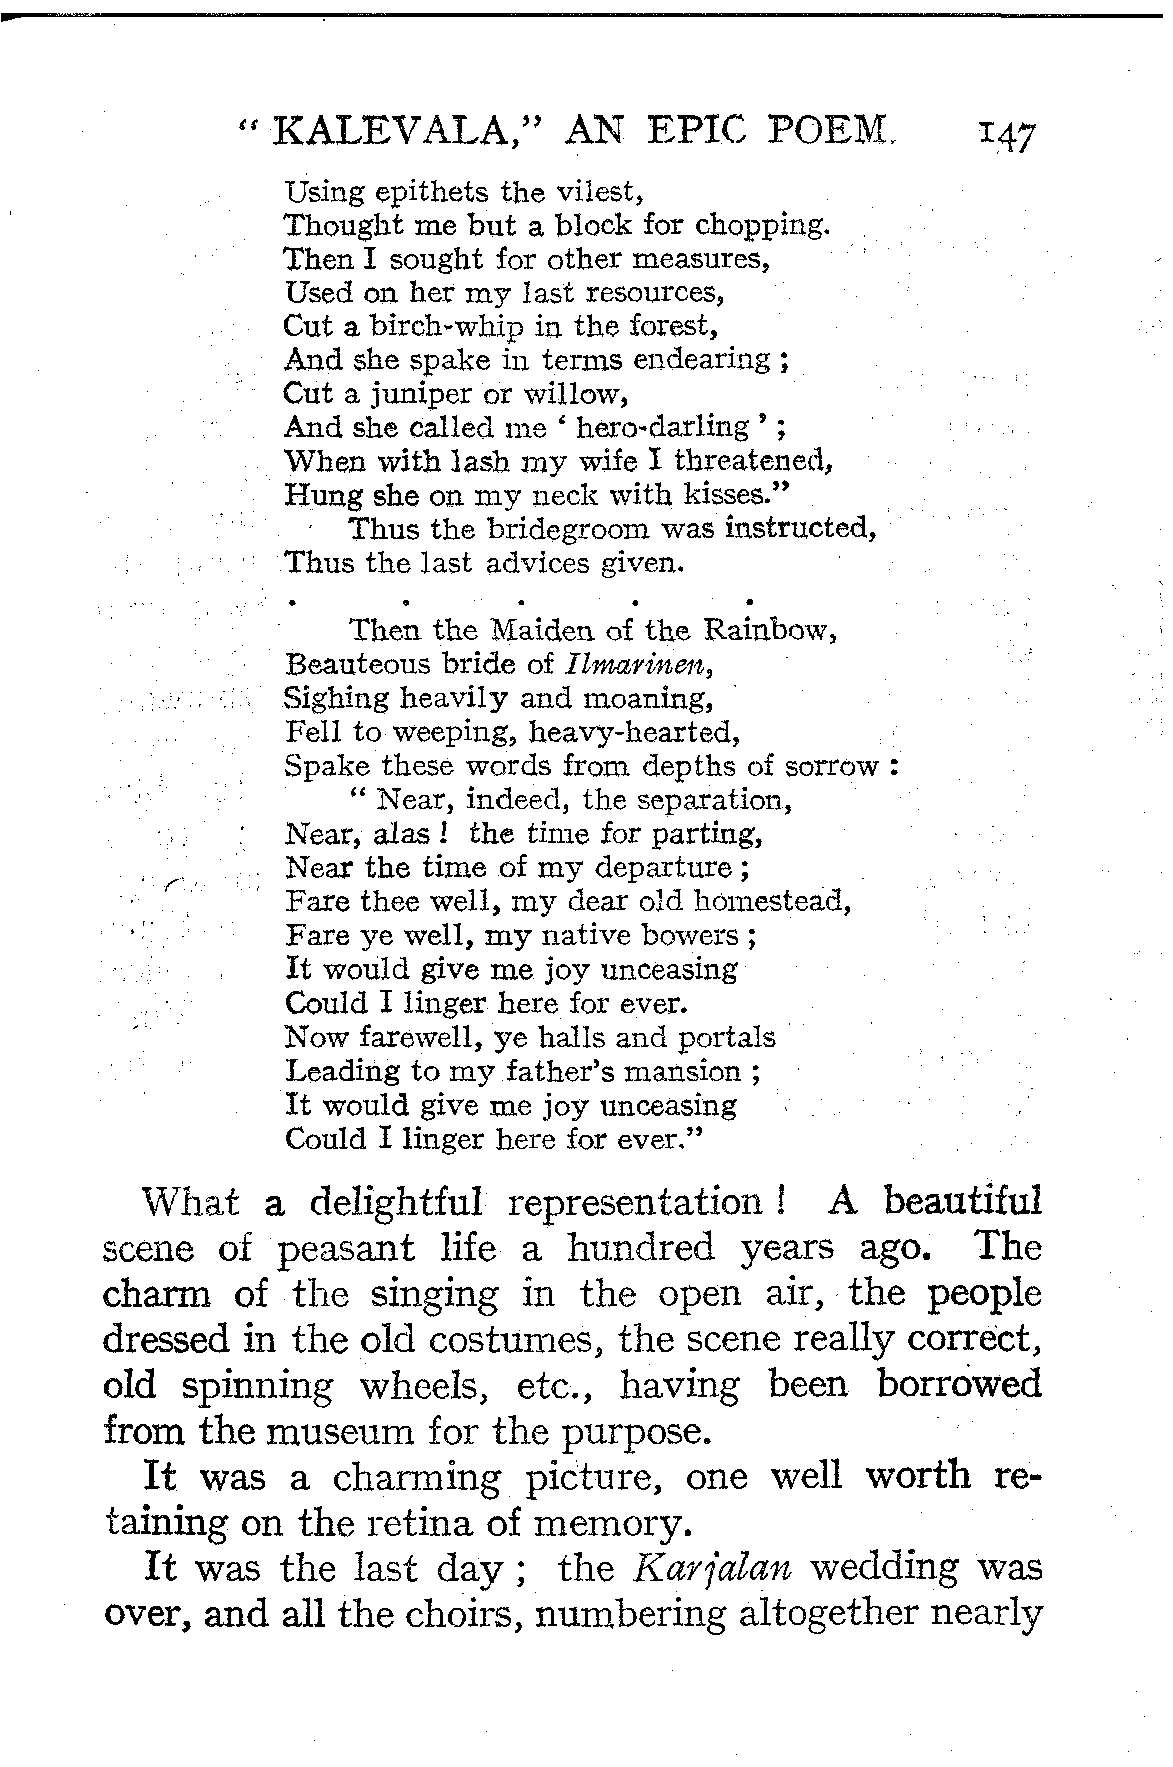 “ KALEVALA,” AN EPIC POEM. 147
Using epithets the vilest,
Thought me but a block for chopping.
Then I sought for other measures,
Used on her my last resources,
Cut a birch-whip in the forest,
And she spake in terms endearing ;
Cut a juniper or willow,
And she called me ‘ hero-darling ’ ;
When with lash my wife I threatened,
Hung she on my neck with kisses.”
Thus the bridegroom was instructed,
Thus the last advices given.
. . . . .
Then the Maiden of the Rainbow,
Beauteous bride of Ilmarinen,
Sighing heavily and moaning,
Fell to weeping, heavy-hearted,
Spake these words from depths of sorrow :
“ Near, indeed, the separation,
Near, alas ! the time for parting,
Near the time of my departure ;
Fare thee well, my dear old homestead,
Fare ye well, my native bowers ;
It would give me joy unceasing
Could I linger here for ever.
Now farewell, ye halls and portals
Leading to my father’s mansion ;
It would give me joy unceasing
Could I linger here for ever.”
What a delightful representation ! A beautiful
scene of peasant life a hundred years ago. The
charm of the singing in the open air, the people
dressed in the old costumes, the scene really correct,
old spinning wheels, etc., having been borrowed
from the museum for the purpose.
It was a charming picture, one well worth re-
taining on the retina of memory.
It was the last day ; the Karjalan wedding was
over, and all the choirs, numbering altogether nearly